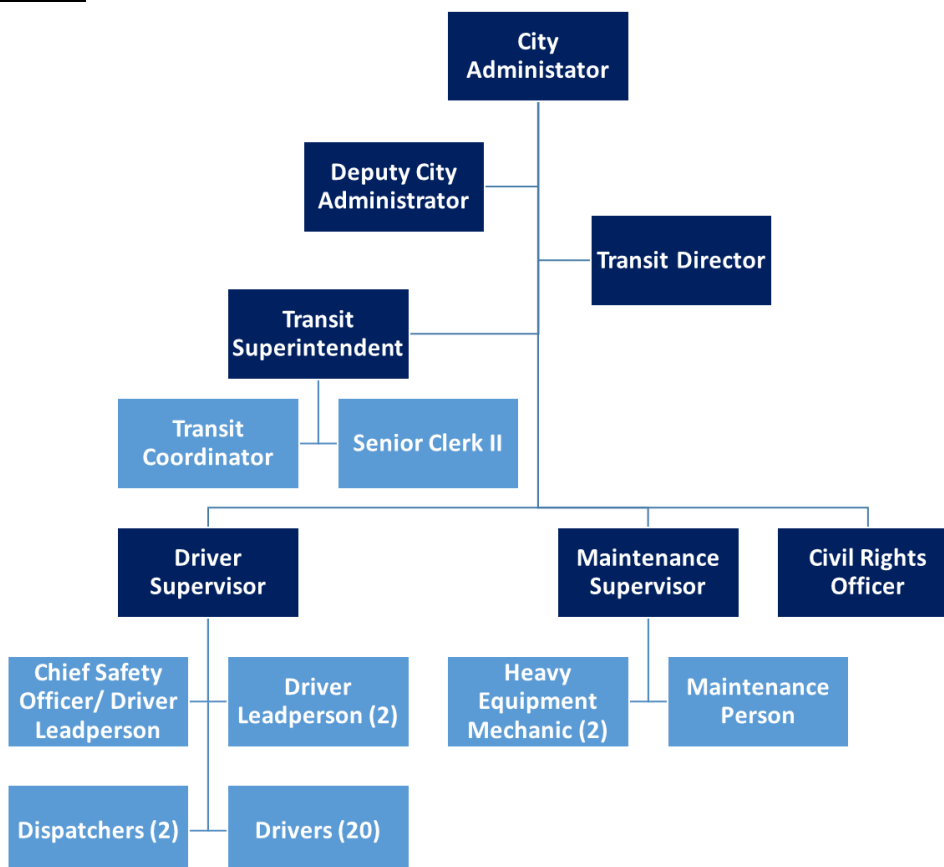 City
Administator
Deputy City
Administrator
Transit Director
Transit
Superintendent
Transit
Coordinator
Senior Clerk II
Driver
Supervisor
Maintenance
Supervisor
Civil Rights
Officer
Chief Safety
Officer/ Driver
Leadperson
Driver
Leadperson (2)
Heavy
Equipment
Mechanic (2)
Maintenance
Person
Dispatchers (2)
Drivers (20)